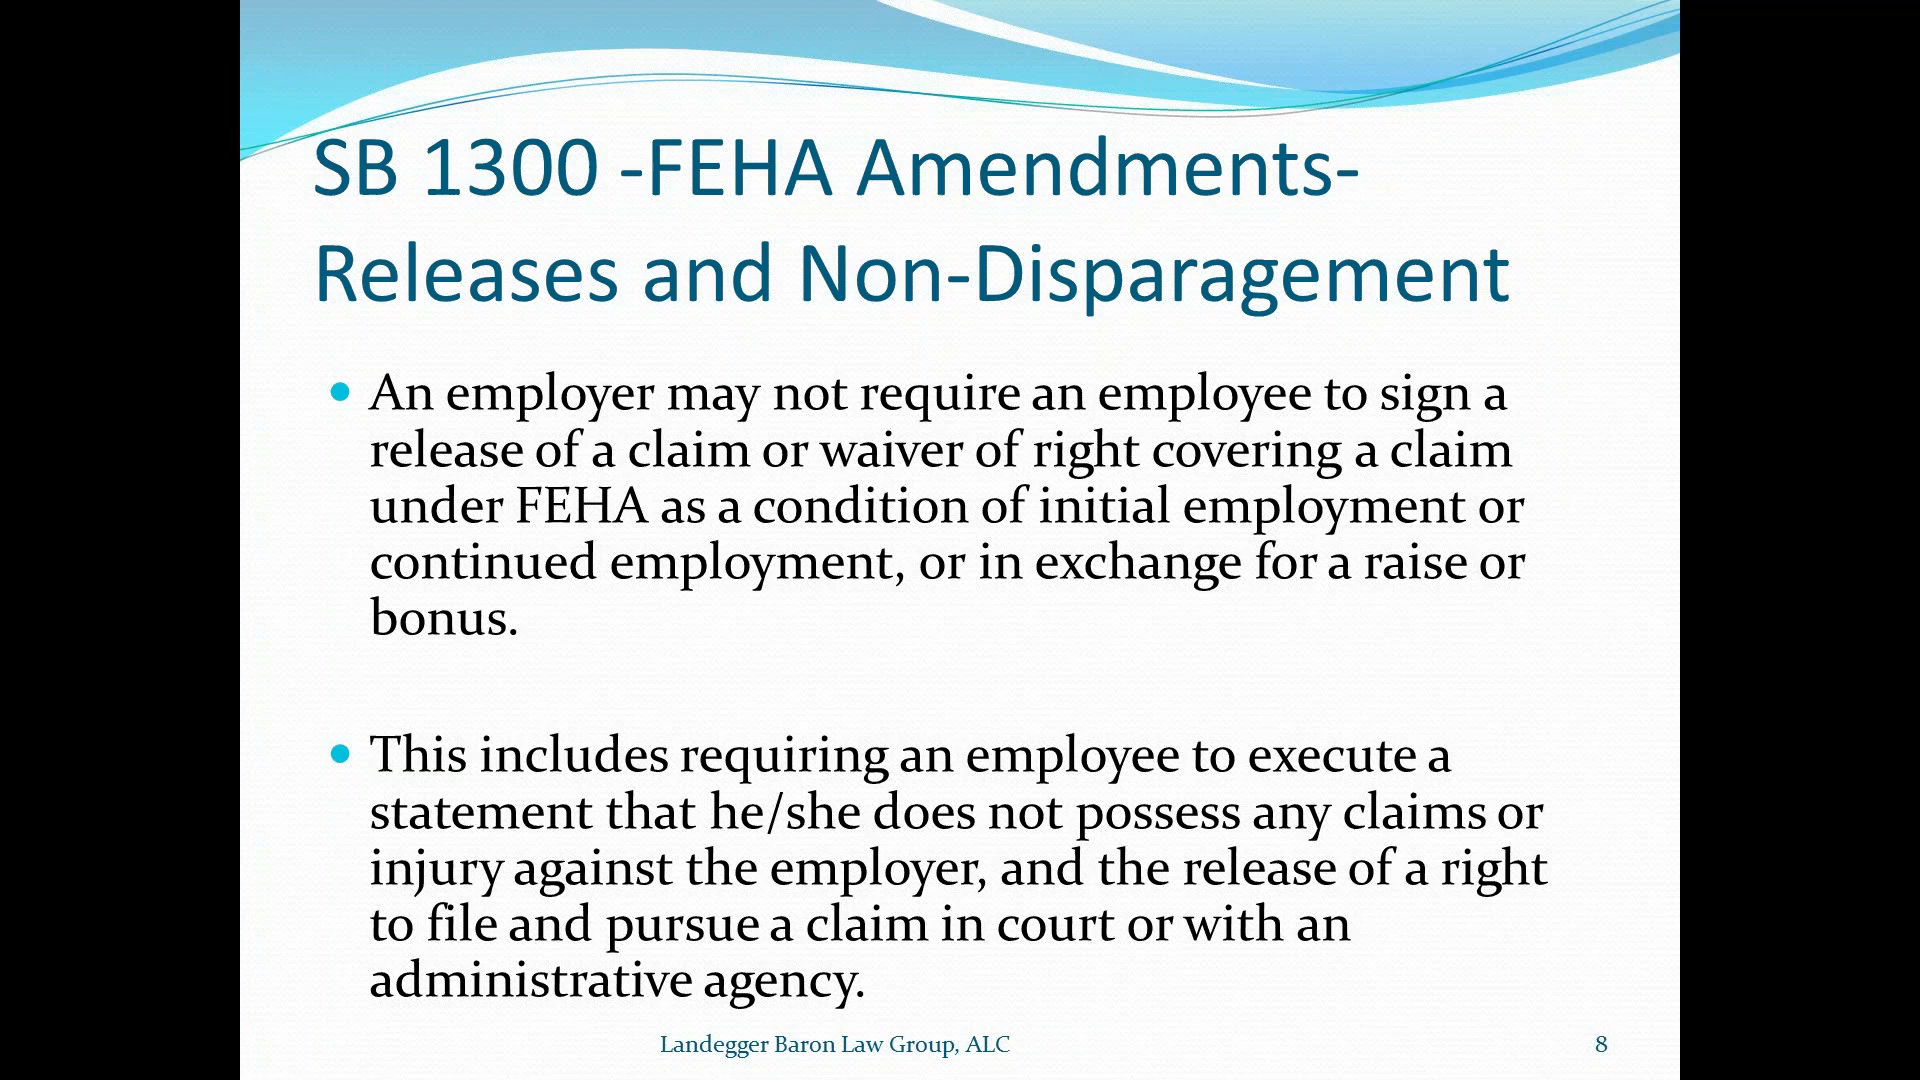 SB 1300 -FEHA Amendments-
Releases and Non-Disparagement
• An employer may not require an employee to sign a
release of a claim or waiver of right covering a claim
under FEHA as a condition of initial employment or
continued employment, or in exchange for a raise or
bonus.
• This includes requiring an employee to execute a
statement that he/she does not possess any claims or
injury against the employer, and the release of a right
to file and pursue a claim in court or with an
administrative agency.
Landegger Baron Law Group, ALC
8